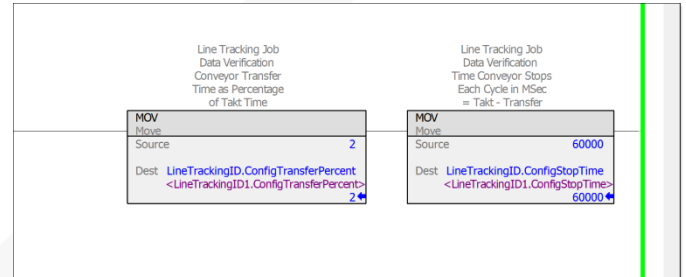 Line Tracking Job
Data Verification
Conveyor Transfer
Time as Percentage
of Takt Time
MOV
Move
Source 2
Dest LineTrackingID.ConfigTransferPercent
<LineTrackingID1.ConfigTransferPercent>
2
Line Tracking Job
Data Verification
Time Conveyor Stops
Each Cycle in MSec
= Takt - Transfer
MOV
Move
Source 60000
Dest LineTrackingID.ConfigStopTime
<LineTrackingID1.ConfigStopTime>
60000